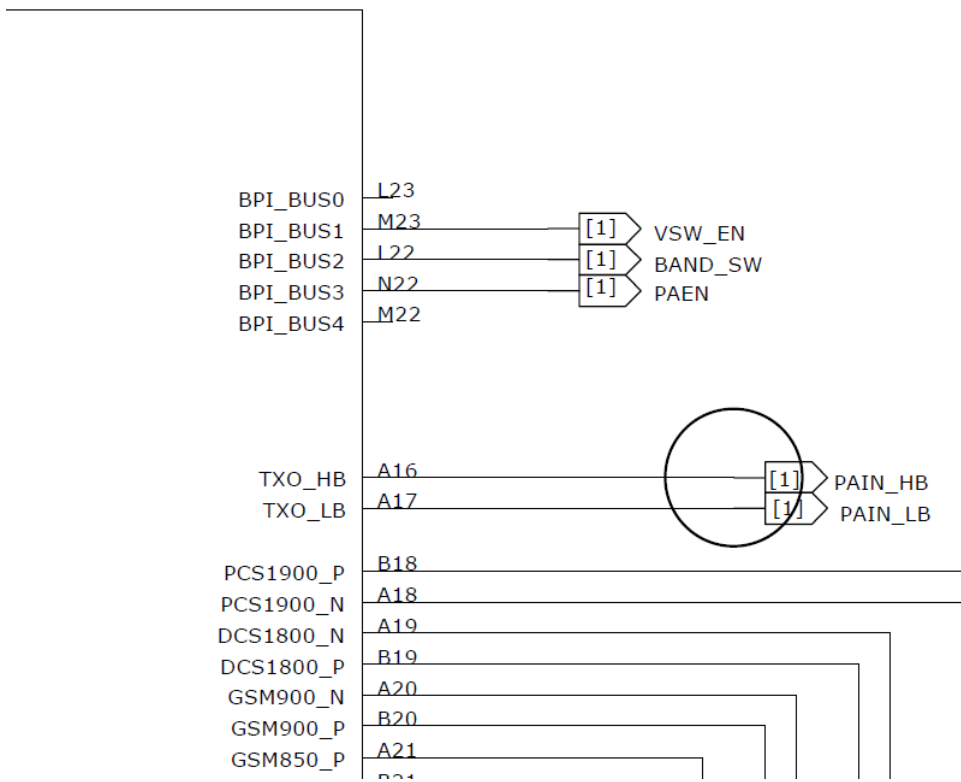 BPI_BUS0 L23
BPI_BUS1 M23 [1] VSW_EN
BPI_BUS2 L22 [1] BAND_SW
BPI_BUS3 N22 [1] PAEN
BPI_BUS4 M22
TXO_HB A16 [1] PAIN_HB
TXO_LB A17 [1] PAIN_LB
PCS1900_P B18
PCS1900_N A18
DCS1800_N A19
DCS1800_P B19
GSM900_N A20
GSM900_P B20
GSM850_P A21